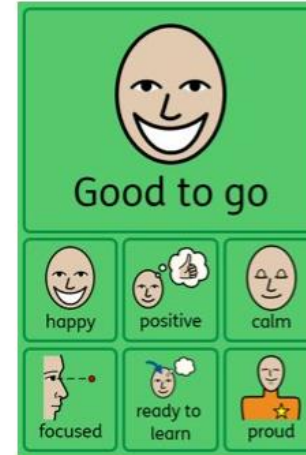 Good to go
happy
positive
calm
focused
ready to
learn
proud